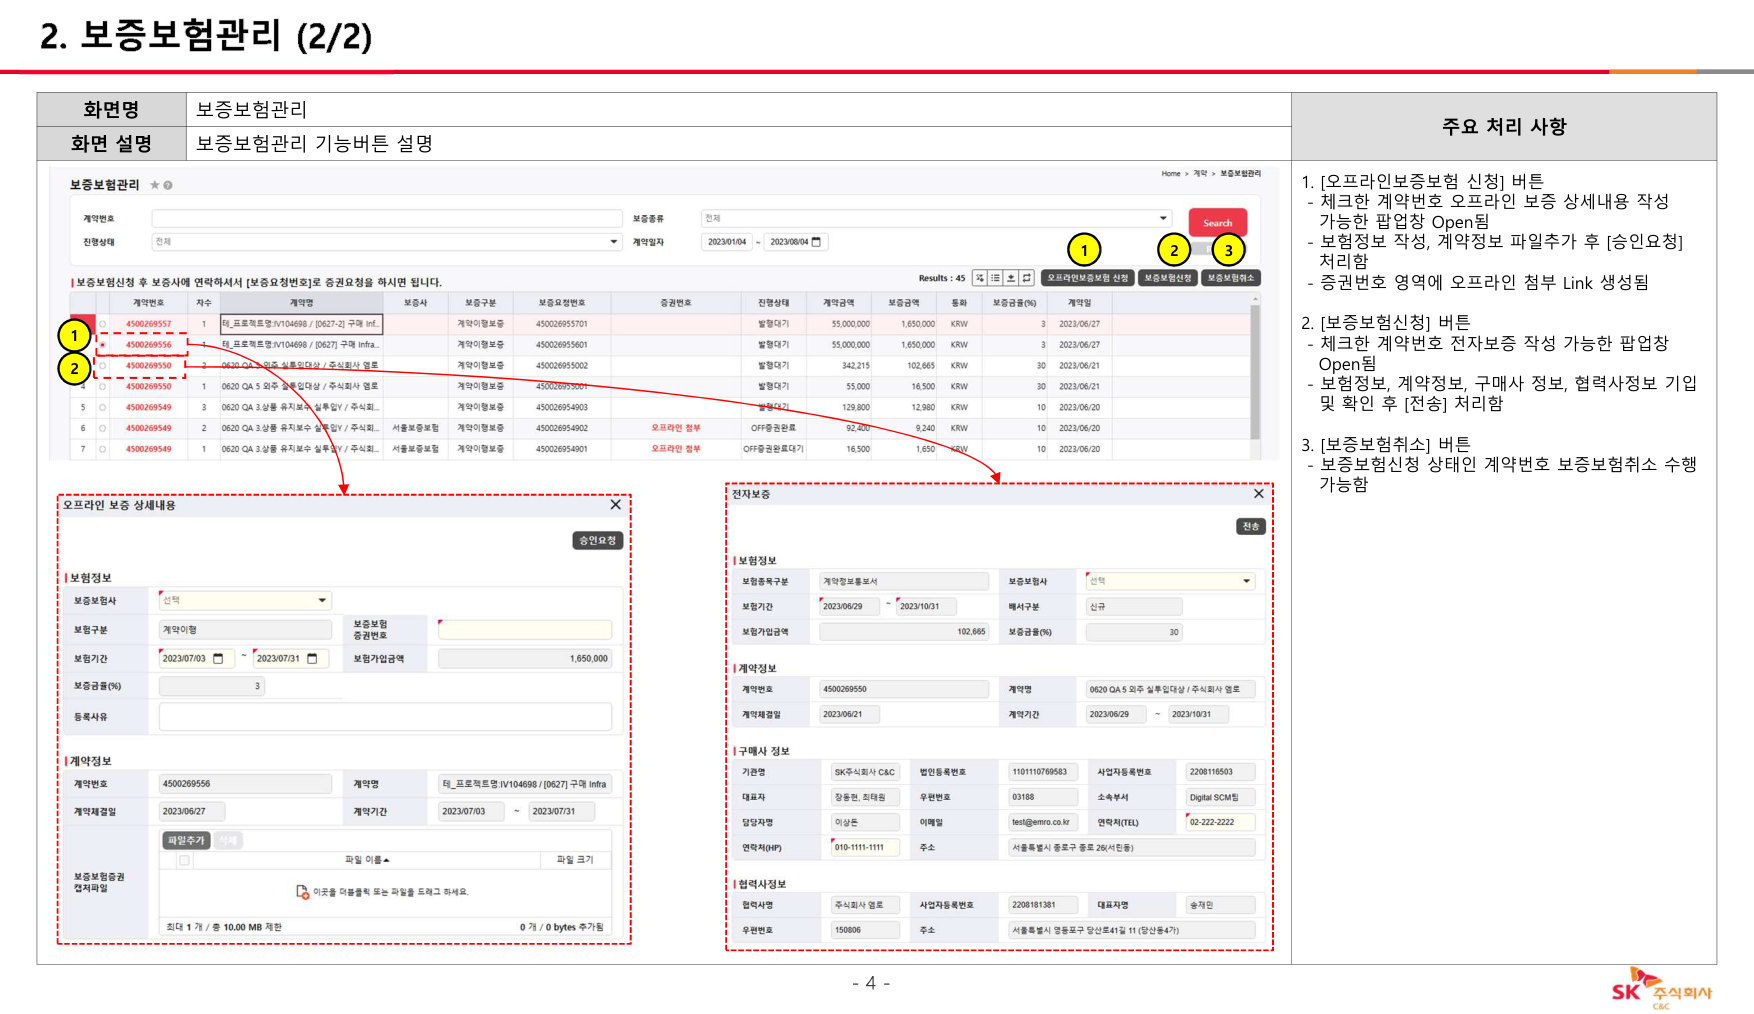 2. 보증보험관리 (2/2)
화면명 보증보험관리
화면 설명 보증보험관리 기능버튼 설명
주요 처리 사항
보증보험관리
Home > 계약 > 보증보험관리
계약번호 보증종류 전체 Search
진행상태 전체 계약일자 2023/01/04 ~ 2023/08/04
1 2 3
보증보험신청 후 보증사에 연락하셔서 [보증요청번호]로 증권요청을 하시면 됩니다.
Results : 45 오프라인보증보험 신청 보증보험신청 보증보험취소
계약번호 차수 계약명 보증사 보증구분 보증요청번호 증권번호 진행상태 계약금액 보증금액 통화 보증금율(%) 계약일
4500269557 1 테_프로젝트명:IV104698 / [0627-2] 구매 Inf... 계약이행보증 450026955701 발행대기 55,000,000 1,650,000 KRW 3 2023/06/27
1 4500269556 1 테_프로젝트명:IV104698 / [0627] 구매 Infra... 계약이행보증 450026955601 발행대기 55,000,000 1,650,000 KRW 3 2023/06/27
2 4500269550 2 0620 QA 5 외주 실투입대상 / 주식회사 엠로 계약이행보증 450026955002 발행대기 342,215 102,665 KRW 30 2023/06/21
4 4500269550 1 0620 QA 5 외주 실투입대상 / 주식회사 엠로 계약이행보증 450026955001 발행대기 55,000 16,500 KRW 30 2023/06/21
5 4500269549 3 0620 QA 3.상품 유지보수 실투입Y / 주식회... 계약이행보증 450026954903 발행대기 129,800 12,980 KRW 10 2023/06/20
6 4500269549 2 0620 QA 3.상품 유지보수 실투입Y / 주식회... 서울보증보험 계약이행보증 450026954902 오프라인 첨부 OFF증권완료 92,400 9,240 KRW 10 2023/06/20
7 4500269549 1 0620 QA 3.상품 유지보수 실투입Y / 주식회... 서울보증보험 계약이행보증 450026954901 오프라인 첨부 OFF증권완료대기 16,500 1,650 KRW 10 2023/06/20
오프라인 보증 상세내용
승인요청
보험정보
보증보험사 선택
보험구분 계약이행 보증보험 증권번호
보험기간 2023/07/03 ~ 2023/07/31 보험가입금액 1,650,000
보증금율(%) 3
등록사유
계약정보
계약번호 4500269556 계약명 테_프로젝트명:IV104698 / [0627] 구매 Infra
계약체결일 2023/06/27 계약기간 2023/07/03 ~ 2023/07/31
보증보험증권 캡처파일
파일추가 삭제
파일 이름 파일 크기
이곳을 더블클릭 또는 파일을 드래그 하세요.
최대 1 개 / 총 10.00 MB 제한 0 개 / 0 bytes 추가됨
전자보증
전송
보험정보
보험종목구분 계약정보통보서 보증보험사 선택
보험기간 2023/06/29 ~ 2023/10/31 배서구분 신규
보험가입금액 102,665 보증금율(%) 30
계약정보
계약번호 4500269550 계약명 0620 QA 5 외주 실투입대상 / 주식회사 엠로
계약체결일 2023/06/21 계약기간 2023/06/29 ~ 2023/10/31
구매사 정보
기관명 SK주식회사 C&C 법인등록번호 1101110769583 사업자등록번호 2208116503
대표자 장동현, 최태원 우편번호 03188 소속부서 Digital SCM팀
담당자명 이상돈 이메일 test@emro.co.kr 연락처(TEL) 02-222-2222
연락처(HP) 010-1111-1111 주소 서울특별시 종로구 종로 26(서린동)
협력사정보
협력사명 주식회사 엠로 사업자등록번호 2208181381 대표자명 송재민
우편번호 150806 주소 서울특별시 영등포구 당산로41길 11 (당산동4가)
1. [오프라인보증보험 신청] 버튼
- 체크한 계약번호 오프라인 보증 상세내용 작성
가능한 팝업창 Open됨
- 보험정보 작성, 계약정보 파일추가 후 [승인요청]
처리함
- 증권번호 영역에 오프라인 첨부 Link 생성됨
2. [보증보험신청] 버튼
- 체크한 계약번호 전자보증 작성 가능한 팝업창
Open됨
- 보험정보, 계약정보, 구매사 정보, 협력사정보 기입
및 확인 후 [전송] 처리함
3. [보증보험취소] 버튼
- 보증보험신청 상태인 계약번호 보증보험취소 수행
가능함
- 4 -
SK 주식회사
C&C